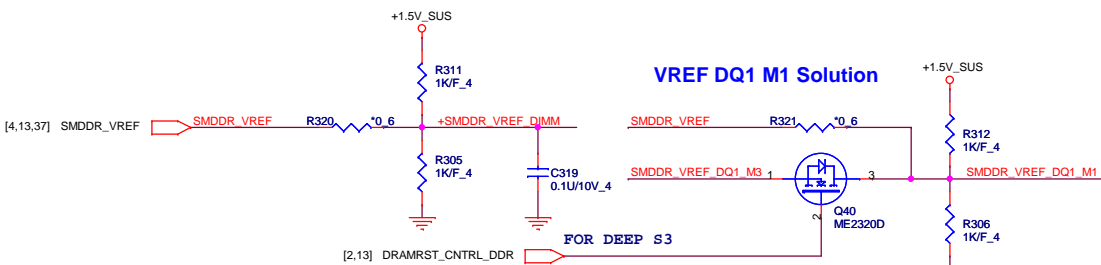 +1.5V_SUS
R311
1K/F_4
[4,13,37] SMDDR_VREF
SMDDR_VREF
R320
*0_6
+SMDDR_VREF_DIMM
R305
1K/F_4
C319
0.1U/10V_4
VREF DQ1 M1 Solution
+1.5V_SUS
SMDDR_VREF
R321
*0_6
R312
1K/F_4
SMDDR_VREF_DQ1_M3
1
3
SMDDR_VREF_DQ1_M1
2
Q40
ME2320D
R306
1K/F_4
FOR DEEP S3
[2,13] DRAMRST_CNTRL_DDR